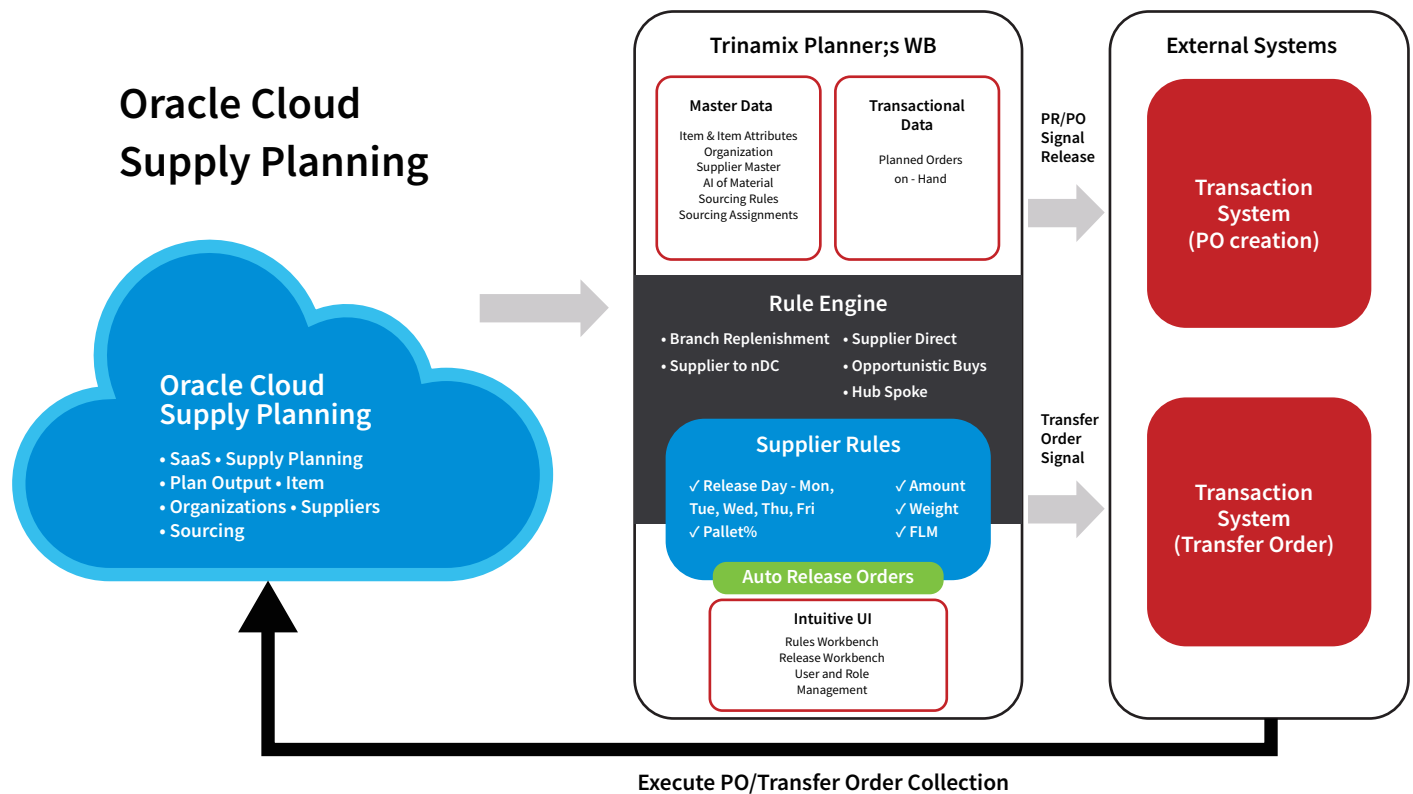 Oracle Cloud
Supply Planning
Oracle Cloud
Supply Planning
• SaaS • Supply Planning
• Plan Output • Item
• Organizations • Suppliers
• Sourcing
Trinamix Planner;s WB
Master Data
Item & Item Attributes
Organization
Supplier Master
AI of Material
Sourcing Rules
Sourcing Assignments
Transactional
Data
Planned Orders
on - Hand
Rule Engine
• Branch Replenishment
• Supplier to nDC
• Supplier Direct
• Opportunistic Buys
• Hub Spoke
Supplier Rules
✓ Release Day - Mon,
Tue, Wed, Thu, Fri
✓ Pallet%
✓ Amount
✓ Weight
✓ FLM
Auto Release Orders
Intuitive UI
Rules Workbench
Release Workbench
User and Role
Management
PR/PO
Signal
Release
Transfer
Order
Signal
External Systems
Transaction
System
(PO creation)
Transaction
System
(Transfer Order)
Execute PO/Transfer Order Collection